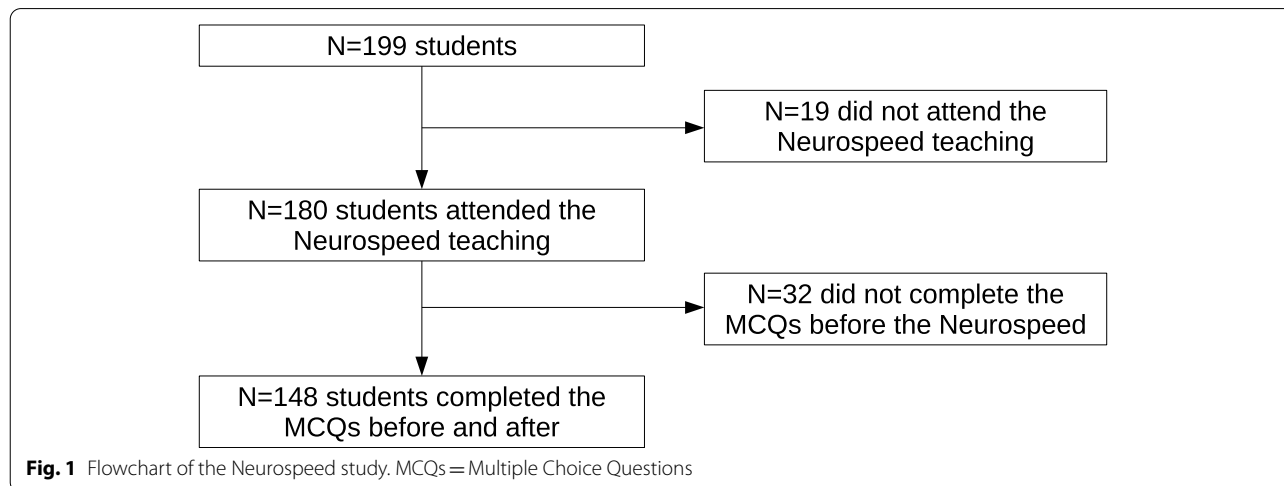 N=199 students
N=19 did not attend the
Neurospeed teaching
N=180 students attended the
Neurospeed teaching
N=32 did not complete the
MCQs before the Neurospeed
N=148 students completed the
MCQs before and after
Fig. 1 Flowchart of the Neurospeed study. MCQs = Multiple Choice Questions